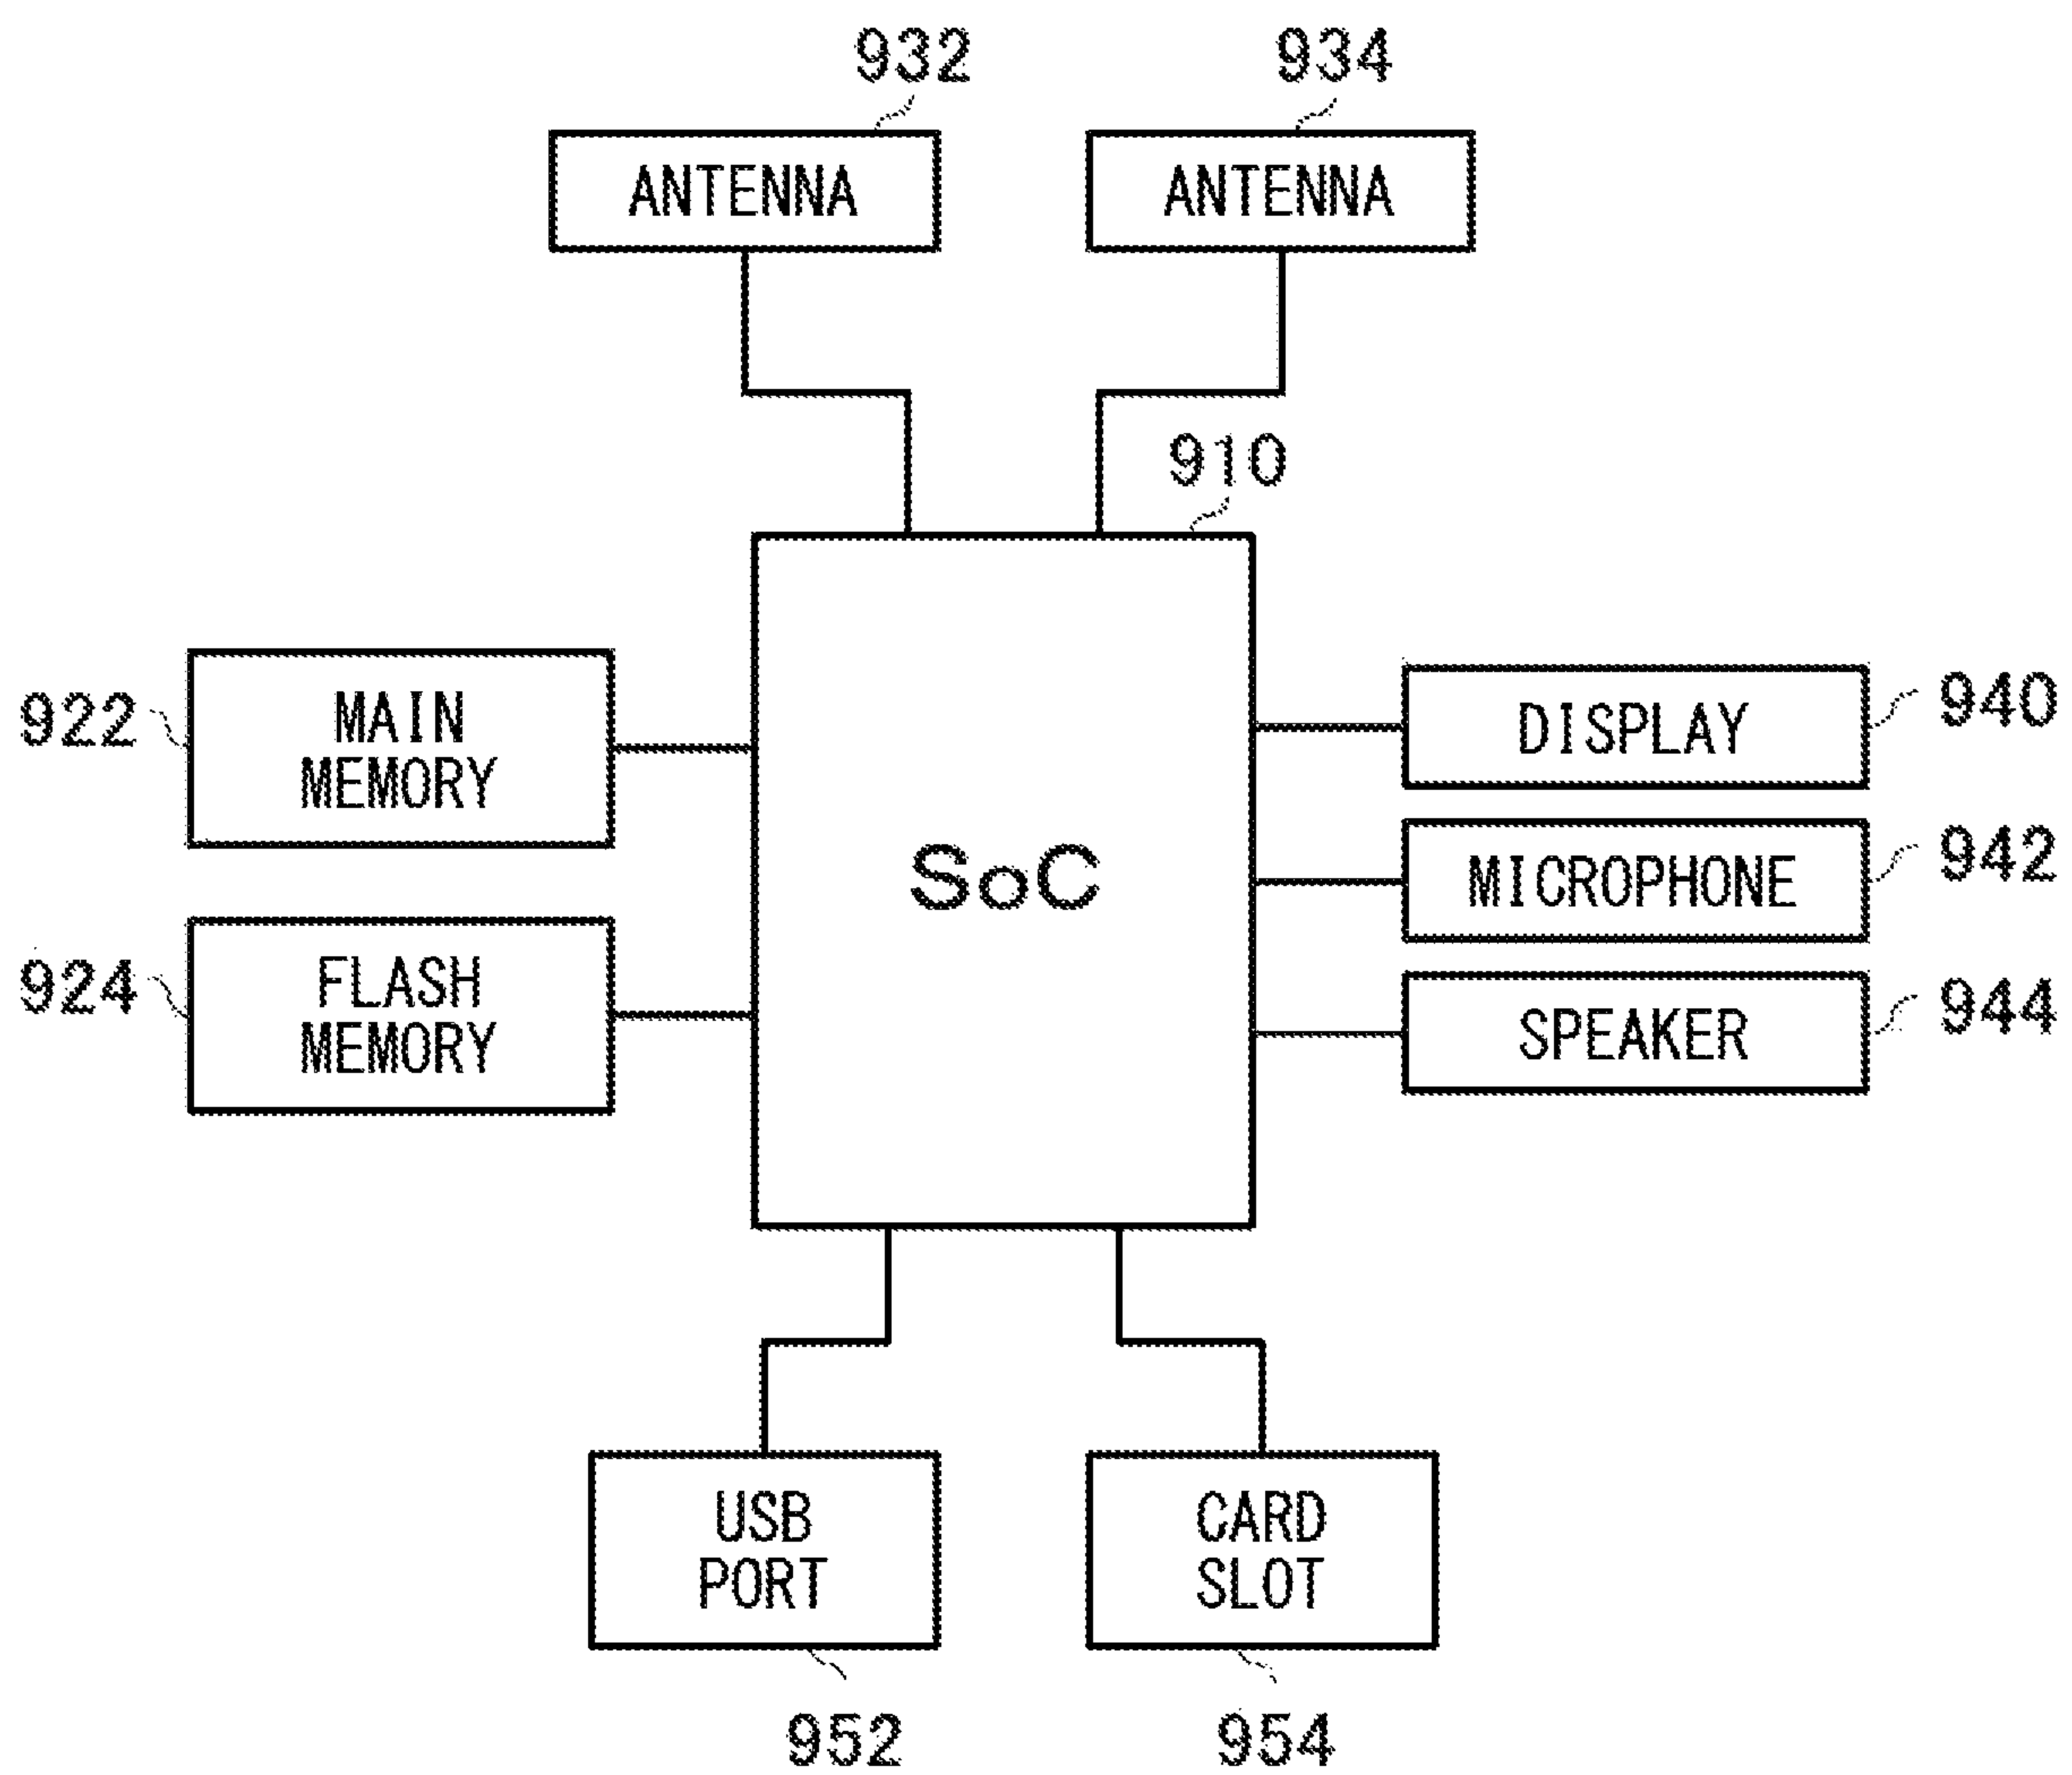 932
934
ANTENNA
ANTENNA
910
922
MAIN
MEMORY
DISPLAY
940
SoC
MICROPHONE
942
924
FLASH
MEMORY
SPEAKER
944
USB
PORT
CARD
SLOT
952
954